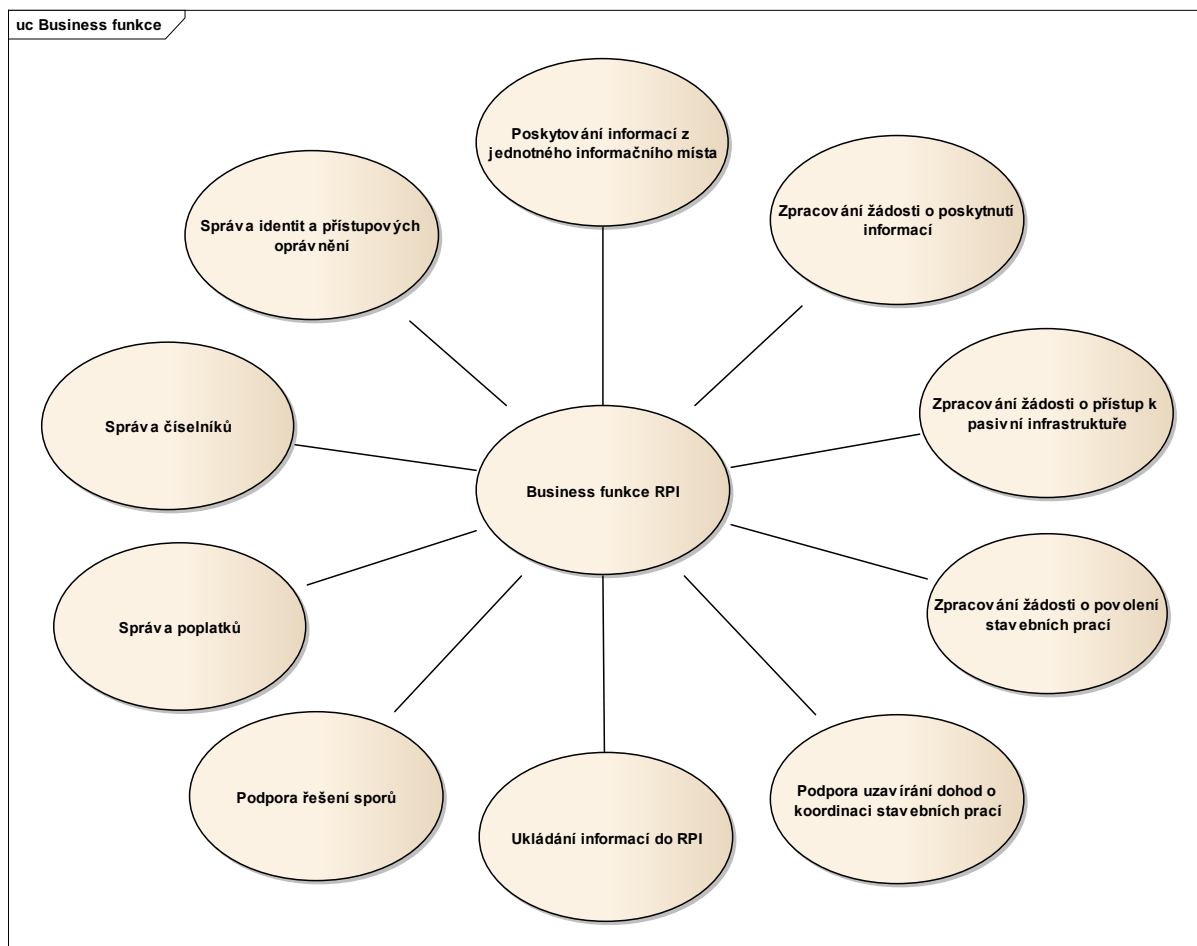 uc Business funkce
Poskytování informací z
jednotného informačního místa
Zpracování žádosti o poskytnutí
informací
Správa identit a přístupových
oprávnění
Zpracování žádosti o přístup k
pasivní infrastruktuře
Správa číselníků
Business funkce RPI
Zpracování žádosti o povolení
stavebních prací
Správa poplatků
Podpora uzavírání dohod o
koordinaci stavebních prací
Podpora řešení sporů
Ukládání informací do RPI